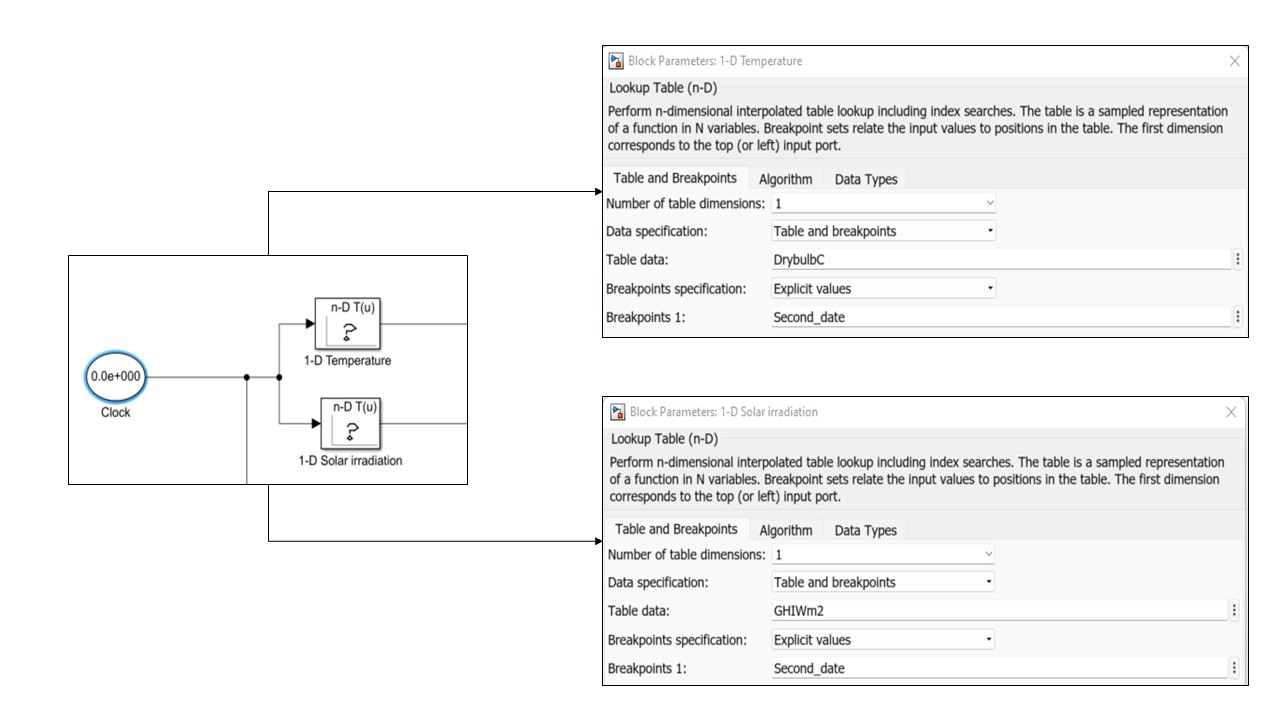 0.0e+000
Clock
n-D T(u)
?
1-D Temperature
n-D T(u)
?
1-D Solar irradiation
Block Parameters: 1-D Temperature
Lookup Table (n-D)
Perform n-dimensional interpolated table lookup including index searches. The table is a sampled representation
of a function in N variables. Breakpoint sets relate the input values to positions in the table. The first dimension
corresponds to the top (or left) input port.
Table and Breakpoints Algorithm Data Types
Number of table dimensions: 1
Data specification: Table and breakpoints
Table data: DrybulbC
Breakpoints specification: Explicit values
Breakpoints 1: Second_date
Block Parameters: 1-D Solar irradiation
Lookup Table (n-D)
Perform n-dimensional interpolated table lookup including index searches. The table is a sampled representation
of a function in N variables. Breakpoint sets relate the input values to positions in the table. The first dimension
corresponds to the top (or left) input port.
Table and Breakpoints Algorithm Data Types
Number of table dimensions: 1
Data specification: Table and breakpoints
Table data: GHIWm2
Breakpoints specification: Explicit values
Breakpoints 1: Second_date